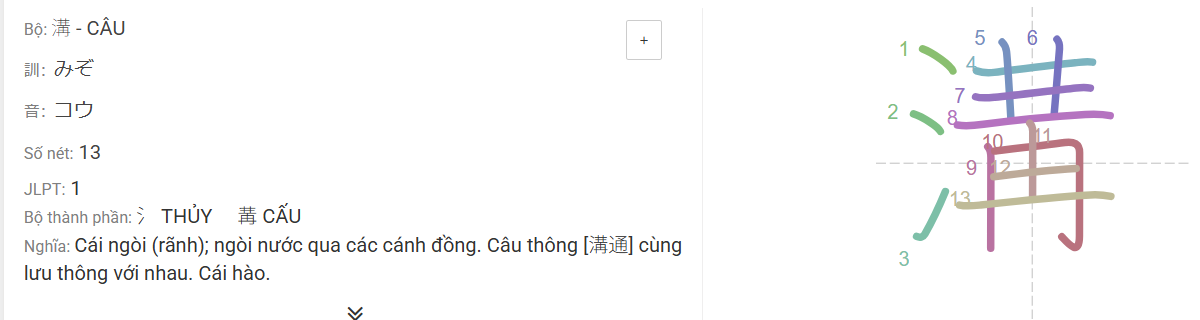 Bộ: 溝 - CÂU
+
訓: みぞ
音: コウ
Số nét: 13
JLPT: 1
Bộ thành phần: 氵 THỦY 冓 CẤU
Nghĩa: Cái ngòi (rãnh); ngòi nước qua các cánh đồng. Câu thông [溝通] cùng
lưu thông với nhau. Cái hào.
溝
1
2
3
4
5
6
7
8
9
10
11
12
13